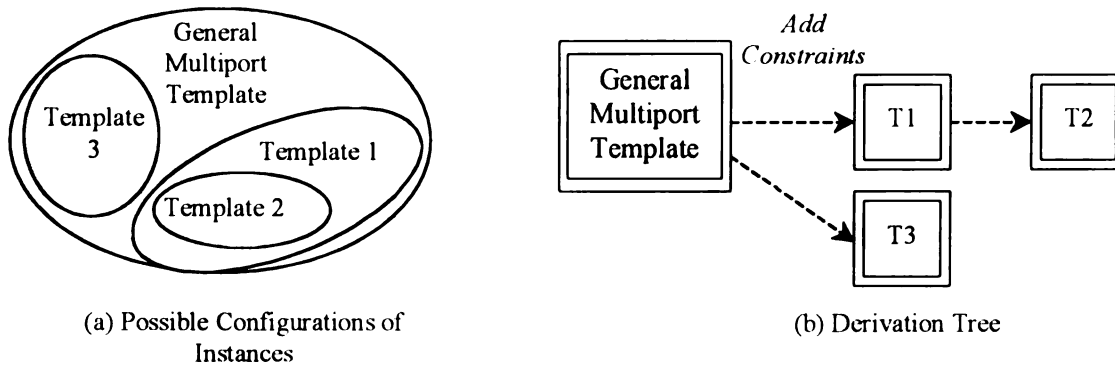 General
Multiport
Template
Template
3
Template 1
Template 2
(a) Possible Configurations of
Instances
Add
Constraints
General
Multiport
Template
T1
T2
T3
(b) Derivation Tree